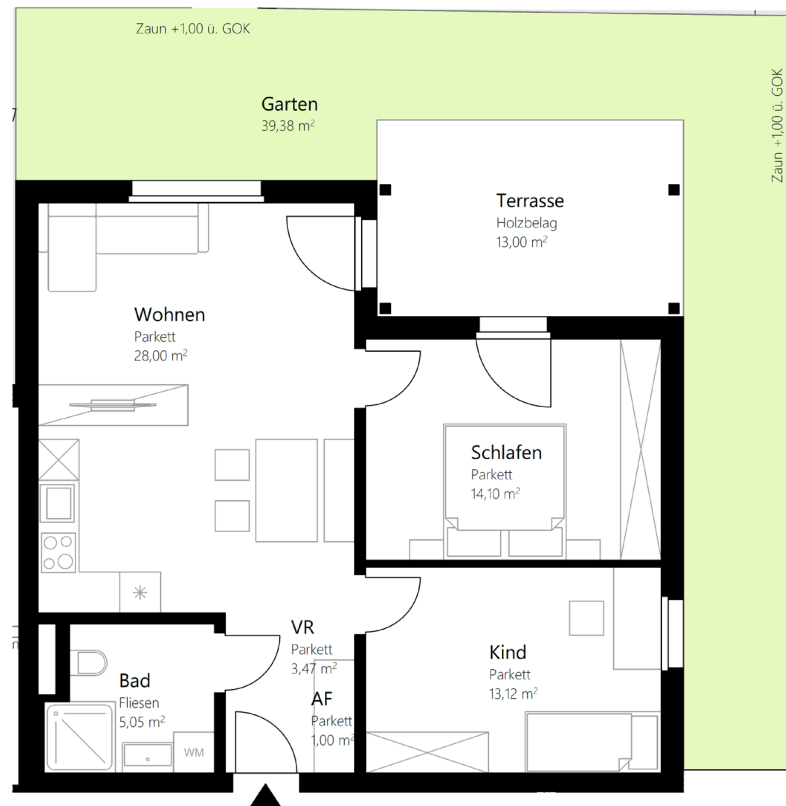 Zaun +1,00 ü. GOK
Zaun +1,00 ü. GOK
Garten
39,38 m²
Terrasse
Holzbelag
13,00 m²
Wohnen
Parkett
28,00 m²
Schlafen
Parkett
14,10 m²
VR
Parkett
3,47 m²
Kind
Parkett
13,12 m²
Bad
Fliesen
5,05 m²
AF
Parkett
1,00 m²
WM